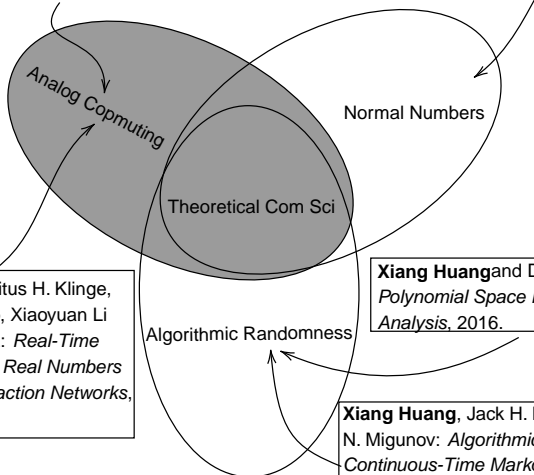 Analog Copmuting
Normal Numbers
Theoretical Com Sci
Algorithmic Randomness
itus H. Klinge,
, Xiaoyuan Li
: Real-Time
Real Numbers
action Networks,
Xiang Huangand D
Polynomial Space
Analysis, 2016.
Xiang Huang, Jack H.
N. Migunov: Algorithmic
Continuous-Time Marko